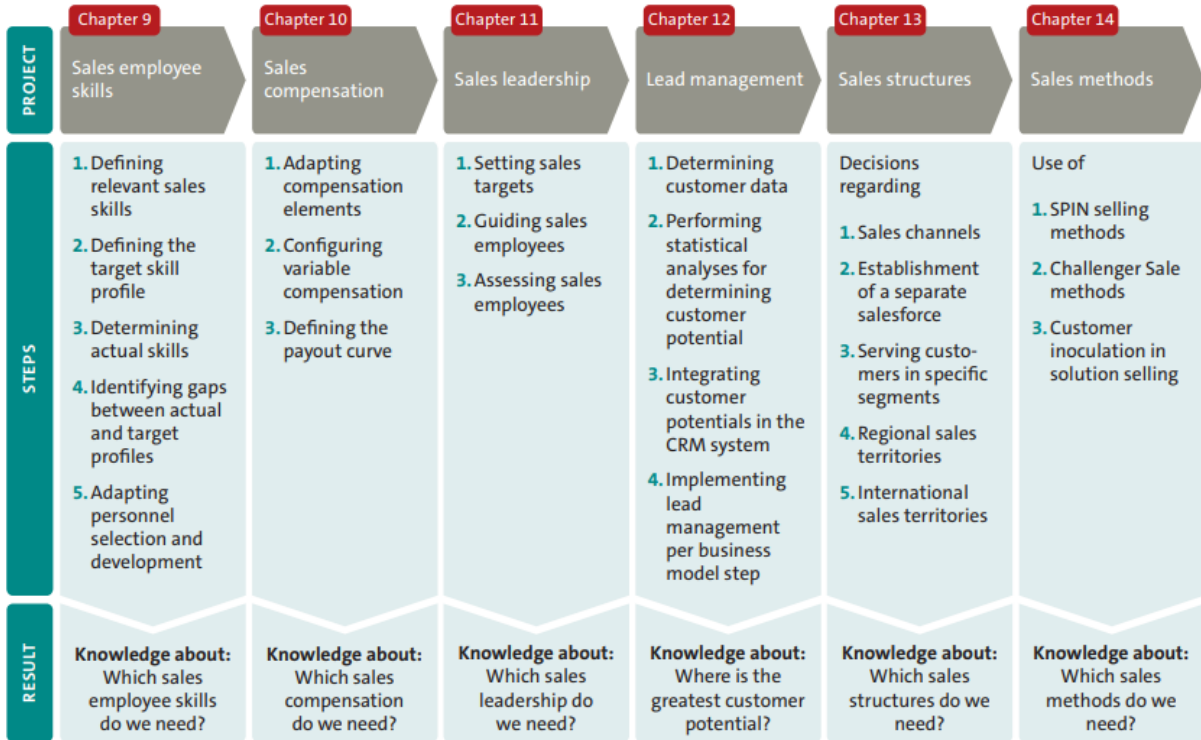 Chapter 9
Chapter 10
Chapter 11
Chapter 12
Chapter 13
Chapter 14
PROJECT
Sales employee
skills
Sales
compensation
Sales leadership
Lead management
Sales structures
Sales methods
STEPS
1. Defining
relevant sales
skills
2. Defining the
target skill
profile
3. Determining
actual skills
4. Identifying gaps
between actual
and target
profiles
5. Adapting
personnel
selection and
development
1. Adapting
compensation
elements
2. Configuring
variable
compensation
3. Defining the
payout curve
1. Setting sales
targets
2. Guiding sales
employees
3. Assessing sales
employees
1. Determining
customer data
2. Performing
statistical
analyses for
determining
customer
potential
3. Integrating
customer
potentials in the
CRM system
4. Implementing
lead
management
per business
model step
Decisions
regarding
1. Sales channels
2. Establishment
of a separate
salesforce
3. Serving custo-
mers in specific
segments
4. Regional sales
territories
5. International
sales territories
Use of
1. SPIN selling
methods
2. Challenger Sale
methods
3. Customer
inoculation in
solution selling
RESULT
Knowledge about:
Which sales
employee skills
do we need?
Knowledge about:
Which sales
compensation
do we need?
Knowledge about:
Which sales
leadership do
we need?
Knowledge about:
Where is the
greatest customer
potential?
Knowledge about:
Which sales
structures do we
need?
Knowledge about:
Which sales
methods do we
need?